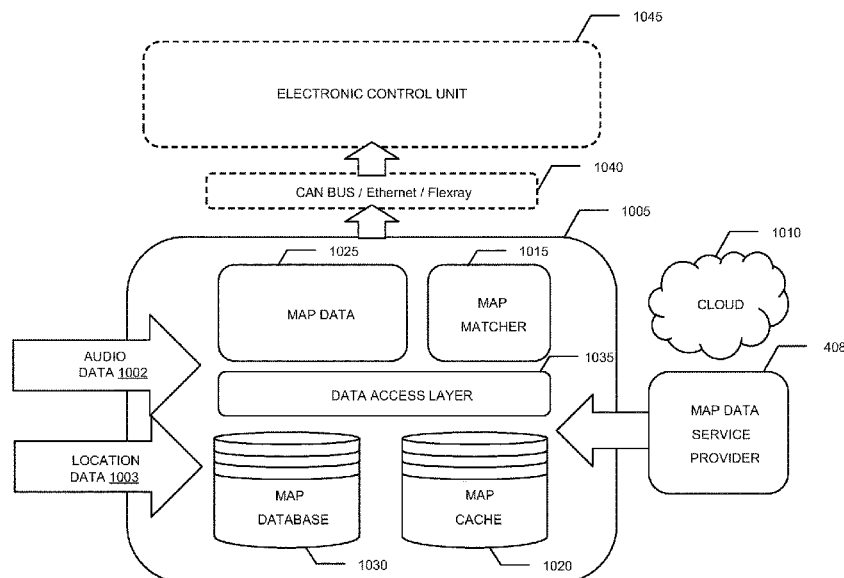 1045
ELECTRONIC CONTROL UNIT
1040
CAN BUS / Ethernet / Flexray
1005
1025
1015
1010
MAP DATA
MAP
MATCHER
CLOUD
AUDIO
DATA 1002
1035
408
DATA ACCESS LAYER
MAP DATA
SERVICE
PROVIDER
LOCATION
DATA 1003
MAP
DATABASE
MAP
CACHE
1030
1020